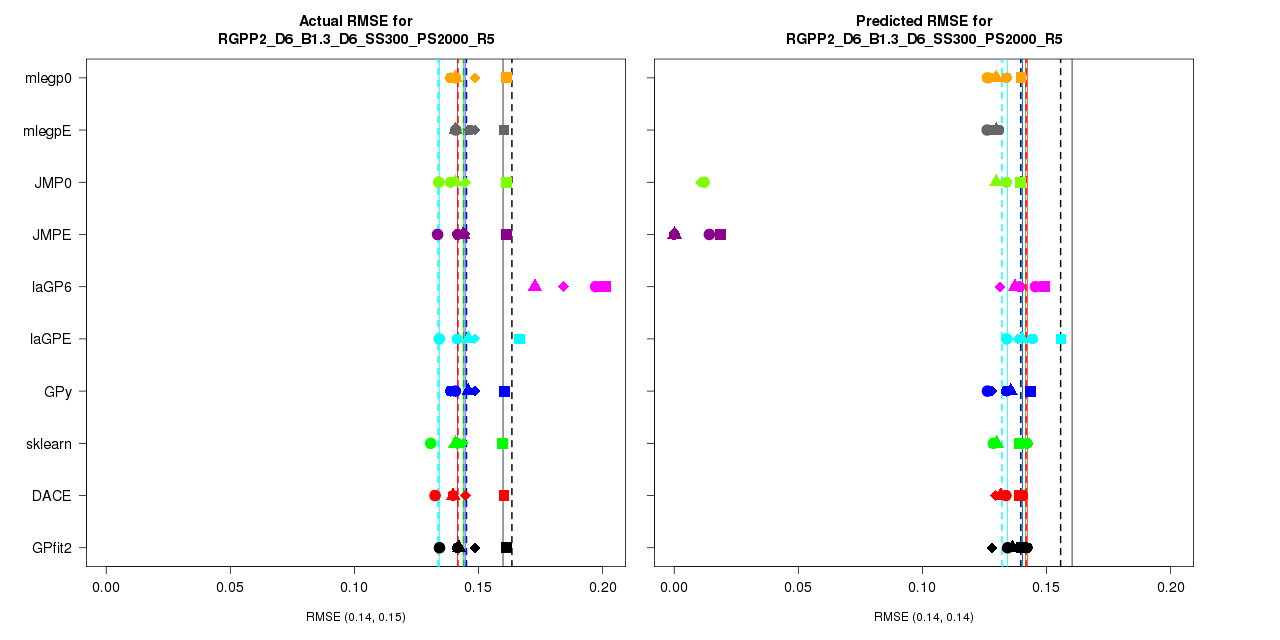 Actual RMSE for
RGPP2_D6_B1.3_D6_SS300_PS2000_R5
Predicted RMSE for
RGPP2_D6_B1.3_D6_SS300_PS2000_R5
mlegp0
mlegpE
JMP0
JMPE
laGP6
laGPE
GPy
sklearn
DACE
GPfit2
0.00 0.05 0.10 0.15 0.20
0.00 0.05 0.10 0.15 0.20
RMSE (0.14, 0.15)
RMSE (0.14, 0.14)